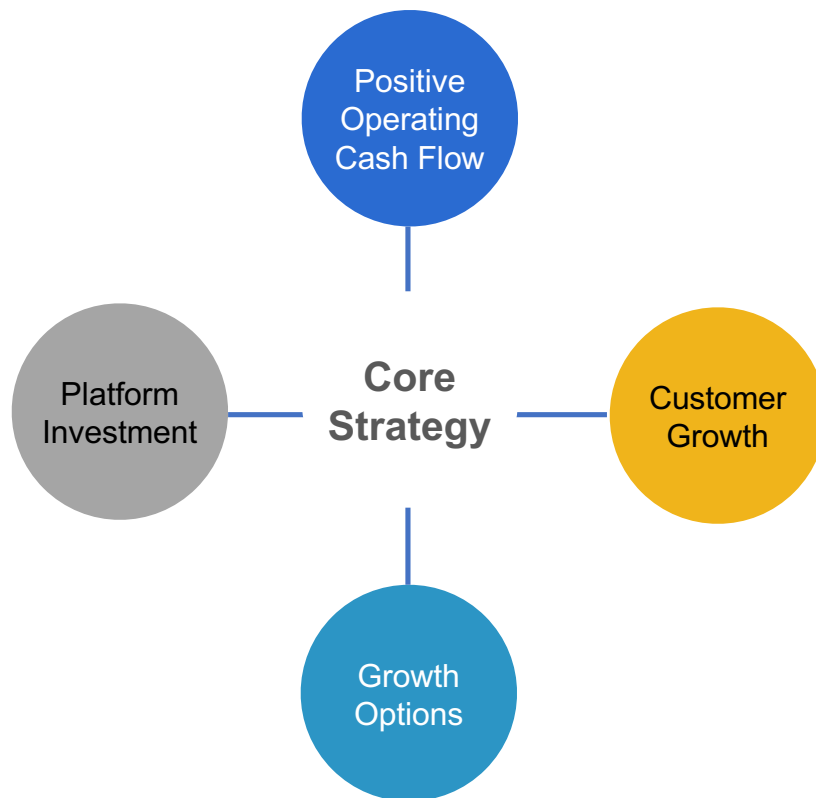 Positive
Operating
Cash Flow
Platform
Investment
Core
Strategy
Customer
Growth
Growth
Options